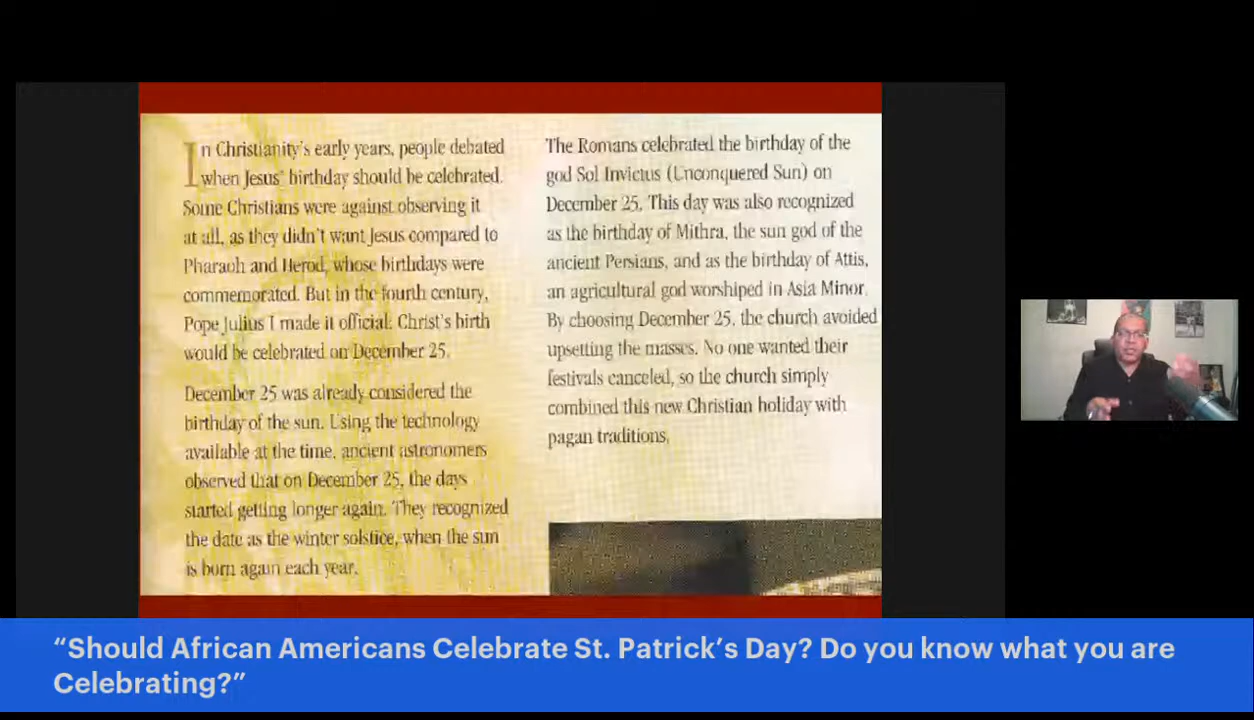 In Christianity's early years, people debated
when Jesus' birthday should be celebrated.
Some Christians were against observing it
at all, as they didn't want Jesus compared to
Pharaoh and Herod, whose birthdays were
commemorated. But in the fourth century,
Pope Julius I made it official: Christ's birth
would be celebrated on December 25.
December 25 was already considered the
birthday of the sun. Using the technology
available at the time, ancient astronomers
observed that on December 25, the days
started getting longer again. They recognized
the date as the winter solstice, when the sun
is born again each year.
The Romans celebrated the birthday of the
god Sol Invictus (Unconquered Sun) on
December 25. This day was also recognized
as the birthday of Mithra, the sun god of the
ancient Persians, and as the birthday of Attis,
an agricultural god worshiped in Asia Minor.
By choosing December 25, the church avoided
upsetting the masses. No one wanted their
festivals canceled, so the church simply
combined this new Christian holiday with
pagan traditions.
“Should African Americans Celebrate St. Patrick’s Day? Do you know what you are
Celebrating?”